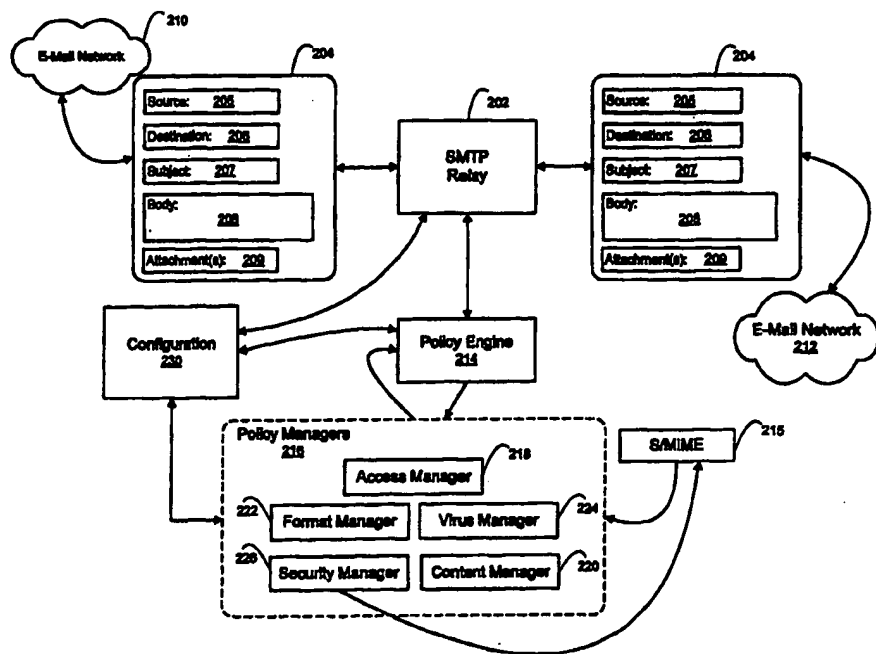 210
E-Mail Network
204
204
Source: 205
Destination: 206
Subject: 207
Body:
208
Attachment(s): 209
202
SMTP
Relay
Source: 205
Destination: 206
Subject: 207
Body:
208
Attachment(s): 209
Configuration
230
Policy Engine
214
E-Mail Network
212
Policy Managers
216
S/MIME
215
218
Access Manager
222
Format Manager
Virus Manager
224
226
Security Manager
Content Manager
220